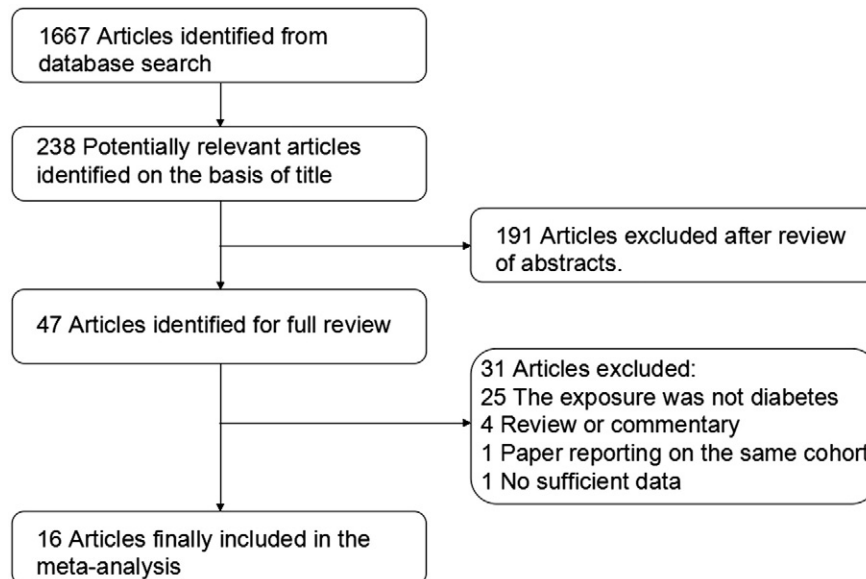 1667 Articles identified from
database search
238 Potentially relevant articles
identified on the basis of title
191 Articles excluded after review
of abstracts.
47 Articles identified for full review
31 Articles excluded:
25 The exposure was not diabetes
4 Review or commentary
1 Paper reporting on the same cohort
1 No sufficient data
16 Articles finally included in the
meta-analysis